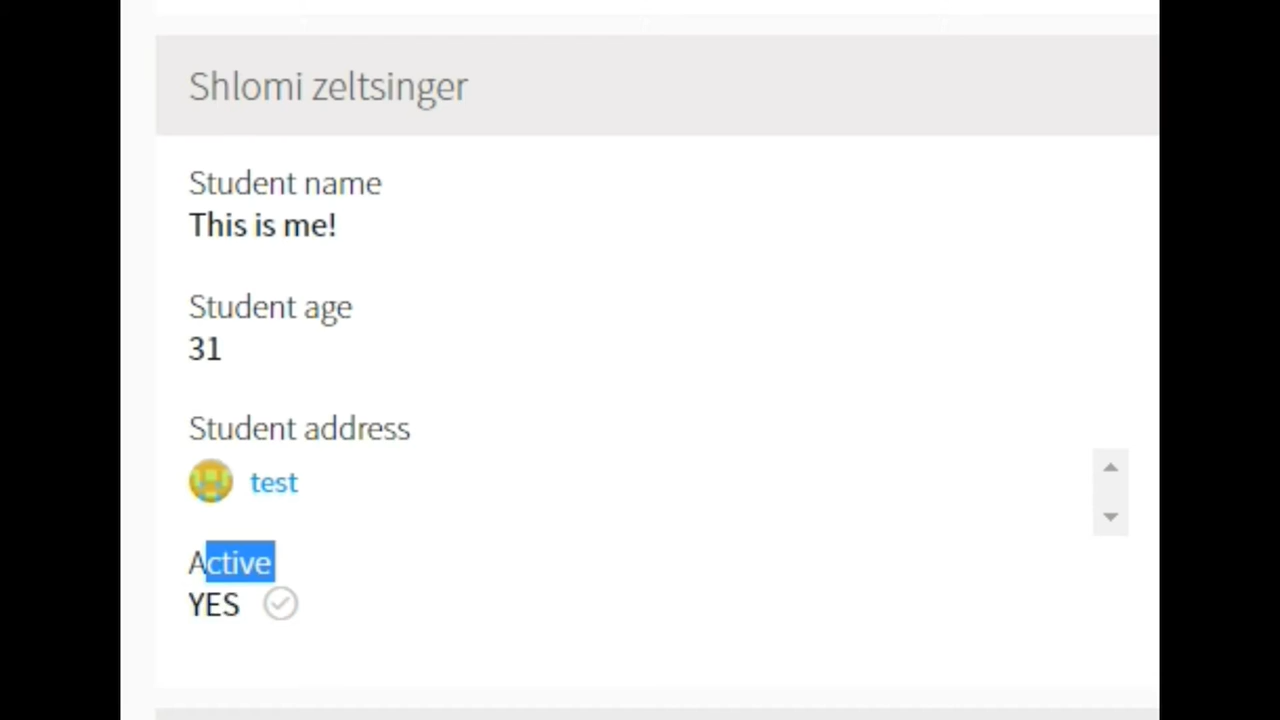 Shlomi zeltsinger
Student name
This is me!
Student age
31
Student address
test
Active
YES